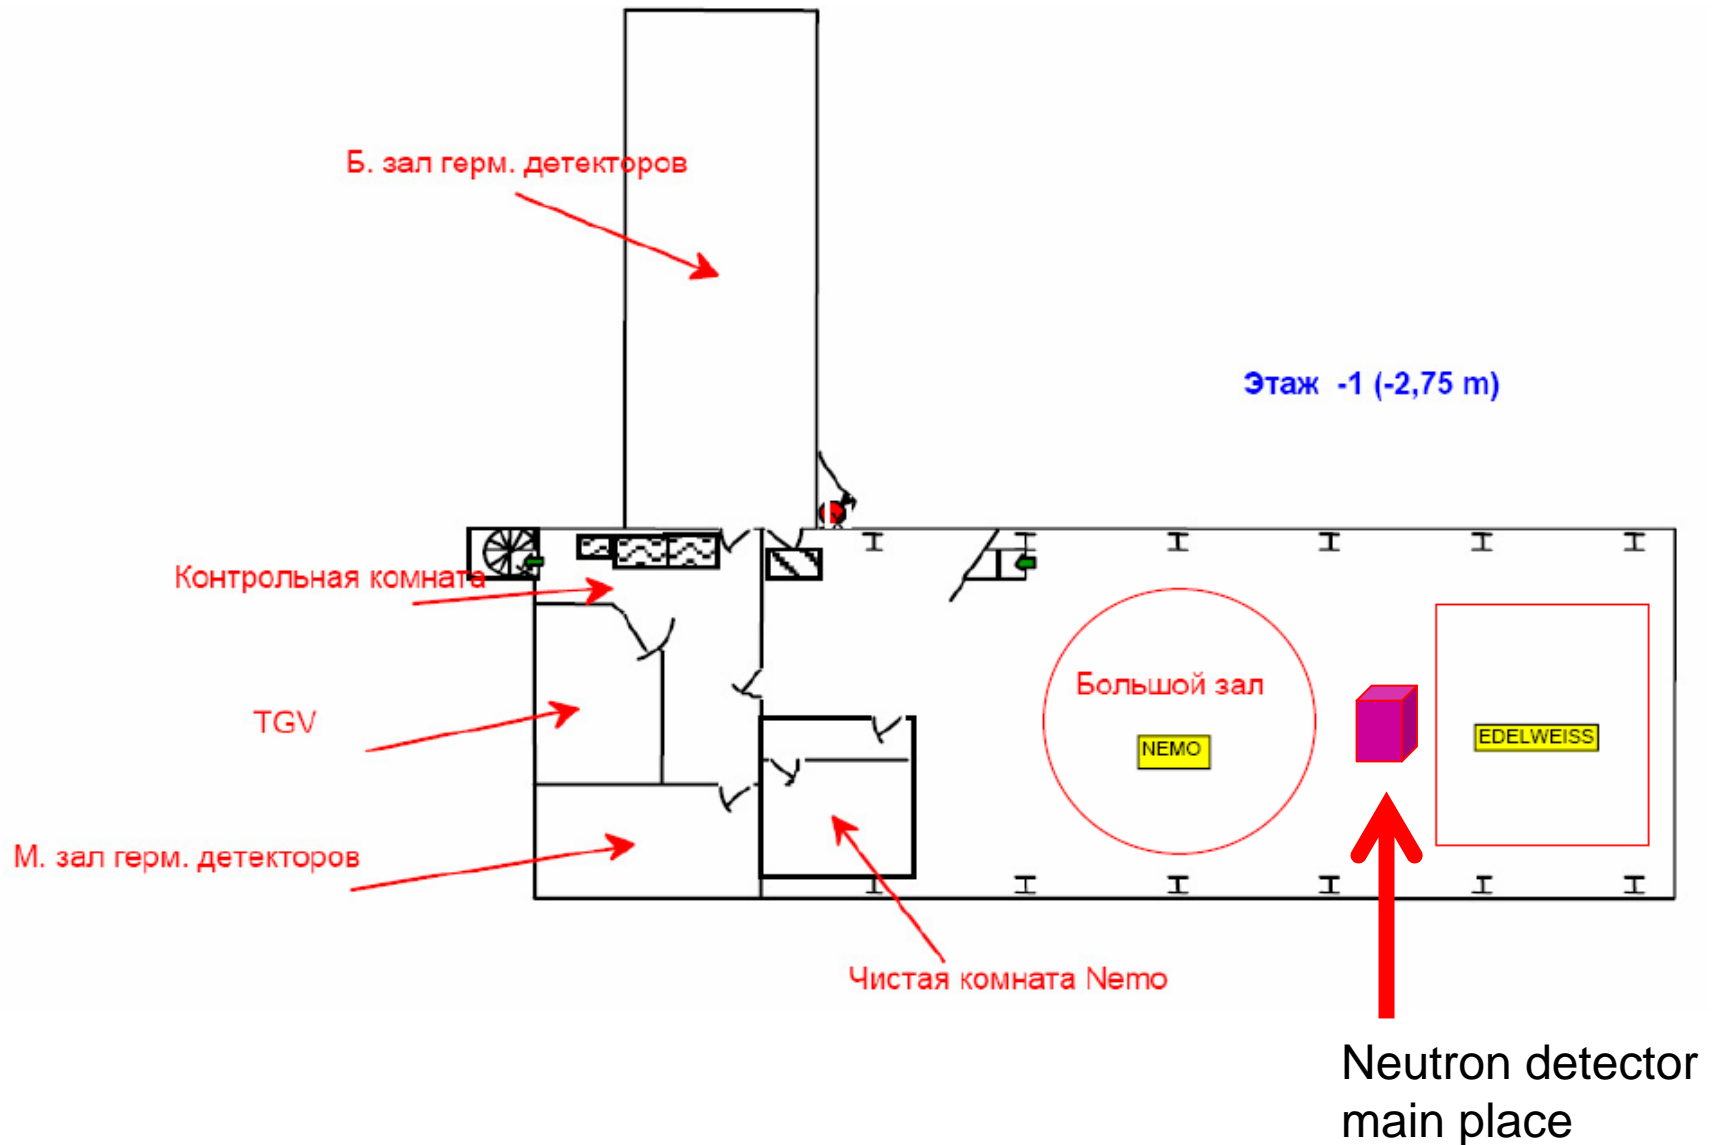 Б. зал герм. детекторов
Этаж -1 (-2,75 m)
Контрольная комната
Большой зал
TGV
NEMO
EDELWEISS
М. зал герм. детекторов
Чистая комната Nemo
Neutron detector
main place